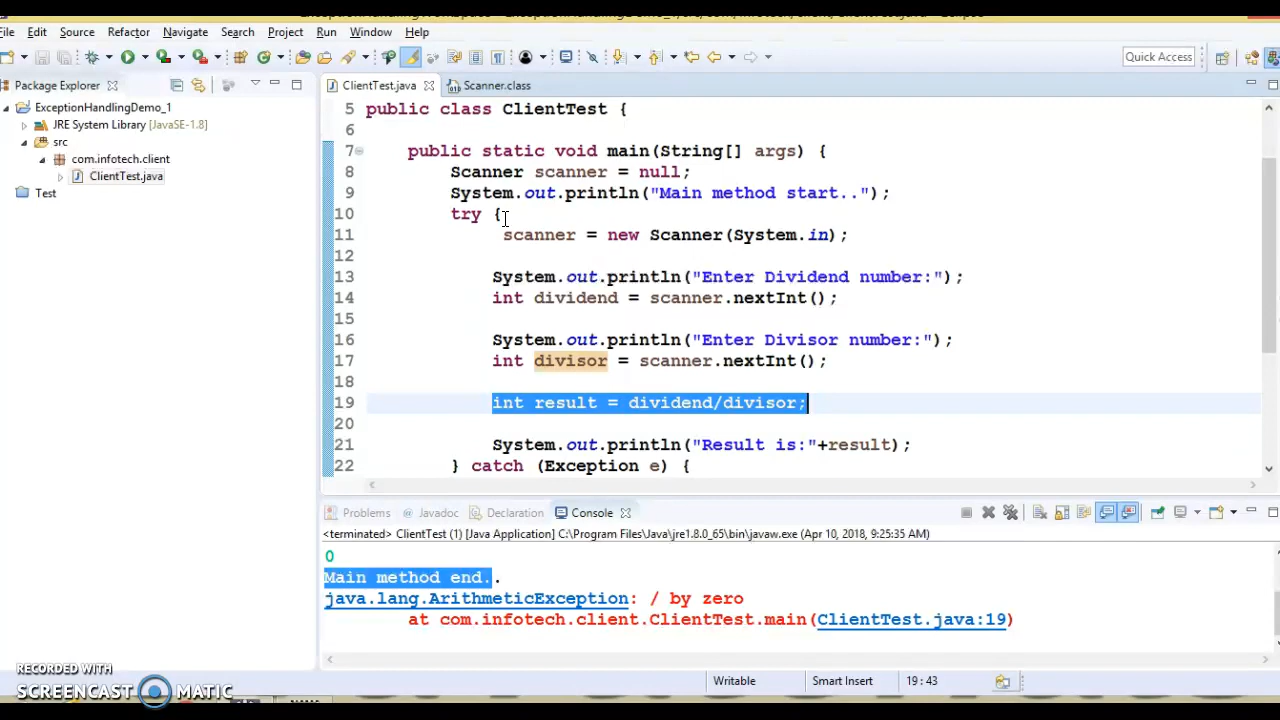 File Edit Source Refactor Navigate Search Project Run Window Help
Quick Access
Package Explorer
ExceptionHandlingDemo_1
JRE System Library [JavaSE-1.8]
src
com.infotech.client
ClientTest.java
Test
ClientTest.java Scanner.class
5 public class ClientTest {
6
7 public static void main(String[] args) {
8 Scanner scanner = null;
9 System.out.println("Main method start..");
10 try {
11 scanner = new Scanner(System.in);
12
13 System.out.println("Enter Dividend number:");
14 int dividend = scanner.nextInt();
15
16 System.out.println("Enter Divisor number:");
17 int divisor = scanner.nextInt();
18
19 int result = dividend/divisor;
20
21 System.out.println("Result is:"+result);
22 } catch (Exception e) {
Problems Javadoc Declaration Console
<terminated> ClientTest (1) [Java Application] C:\Program Files\Java\jre1.8.0_65\bin\javaw.exe (Apr 10, 2018, 9:25:35 AM)
0
Main method end..
java.lang.ArithmeticException: / by zero
at com.infotech.client.ClientTest.main(ClientTest.java:19)
Writable Smart Insert 19 : 43
RECORDED WITH
SCREENCAST MATIC